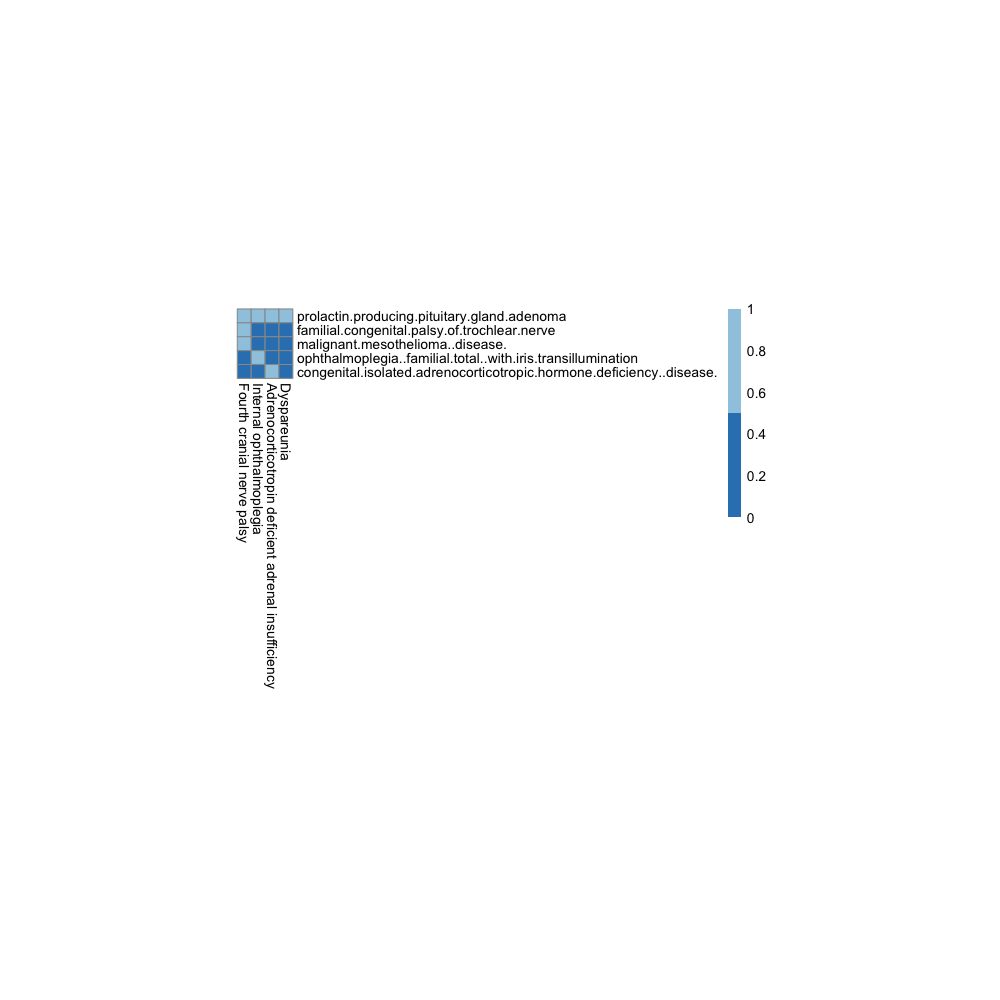 prolactin.producing.pituitary.gland.adenoma
familial.congenital.palsy.of.trochlear.nerve
malignant.mesothelioma..disease.
ophthalmoplegia..familial.total..with.iris.transillumination
congenital.isolated.adrenocorticotropic.hormone.deficiency..disease.
Fourth cranial nerve palsy
Internal ophthalmoplegia
Adrenocorticotropin deficient adrenal insufficiency
Dyspareunia
1
0.8
0.6
0.4
0.2
0